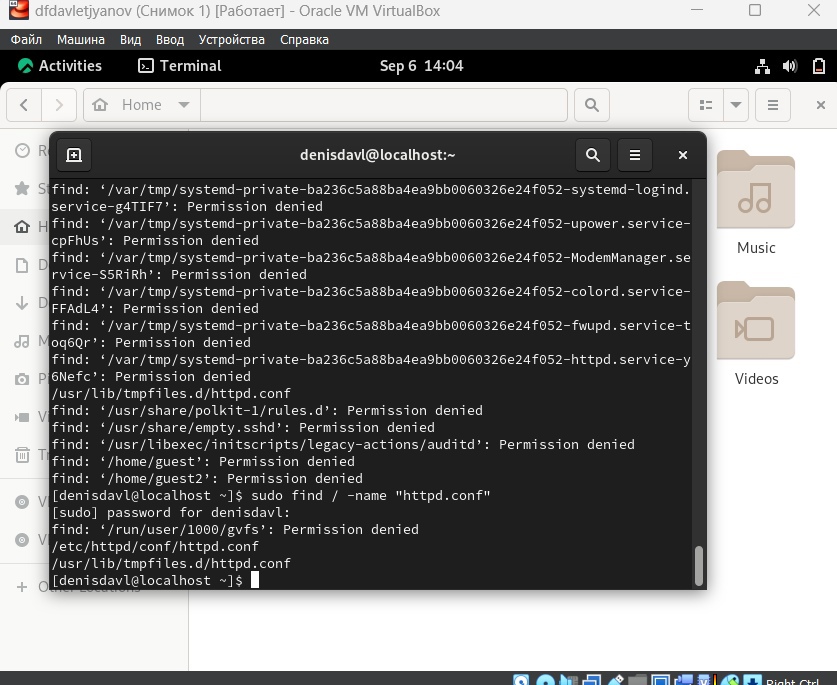 dfdavletjyanov (Снимок 1) [Работает] - Oracle VM VirtualBox
Файл Машина Вид Ввод Устройства Справка
Activities Terminal Sep 6 14:04
Home
denisdavl@localhost:~
find: ‘/var/tmp/systemd-private-ba236c5a88ba4ea9bb0060326e24f052-systemd-logind.
service-g4TIF7’: Permission denied
find: ‘/var/tmp/systemd-private-ba236c5a88ba4ea9bb0060326e24f052-upower.service-
cpFhUs’: Permission denied
find: ‘/var/tmp/systemd-private-ba236c5a88ba4ea9bb0060326e24f052-ModemManager.se
rvice-S5RiRh’: Permission denied
find: ‘/var/tmp/systemd-private-ba236c5a88ba4ea9bb0060326e24f052-colord.service-
FFAdL4’: Permission denied
find: ‘/var/tmp/systemd-private-ba236c5a88ba4ea9bb0060326e24f052-fwupd.service-t
oq6Qr’: Permission denied
find: ‘/var/tmp/systemd-private-ba236c5a88ba4ea9bb0060326e24f052-httpd.service-y
6Nefc’: Permission denied
/usr/lib/tmpfiles.d/httpd.conf
find: ‘/usr/share/polkit-1/rules.d’: Permission denied
find: ‘/usr/share/empty.sshd’: Permission denied
find: ‘/usr/libexec/initscripts/legacy-actions/auditd’: Permission denied
find: ‘/home/guest’: Permission denied
find: ‘/home/guest2’: Permission denied
[denisdavl@localhost ~]$ sudo find / -name "httpd.conf"
[sudo] password for denisdavl:
find: ‘/run/user/1000/gvfs’: Permission denied
/etc/httpd/conf/httpd.conf
/usr/lib/tmpfiles.d/httpd.conf
[denisdavl@localhost ~]$
Music
Videos
Right Ctrl